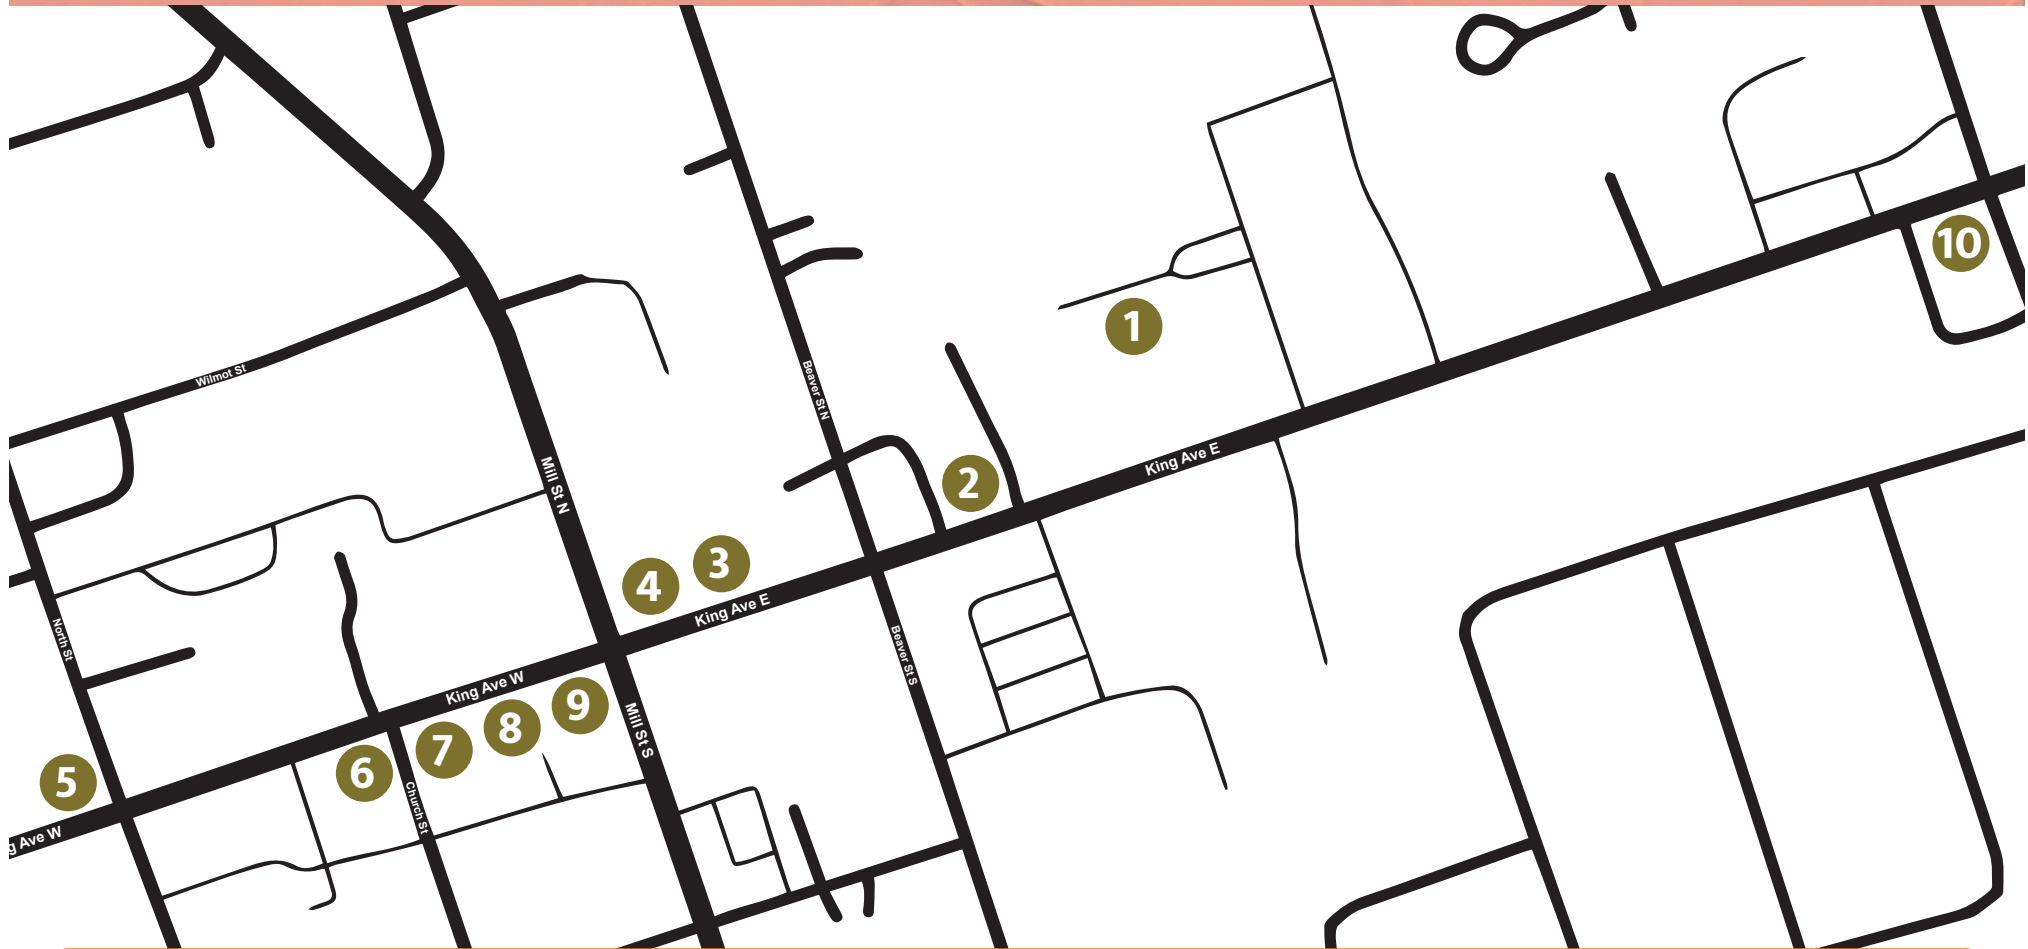 10
1
Wilmot St
Beaver St N
King Ave E
Mill St N
2
3
4
King Ave E
North St
Beaver St S
King Ave W
9
8
Mill St S
7
6
5
Church St
g Ave W